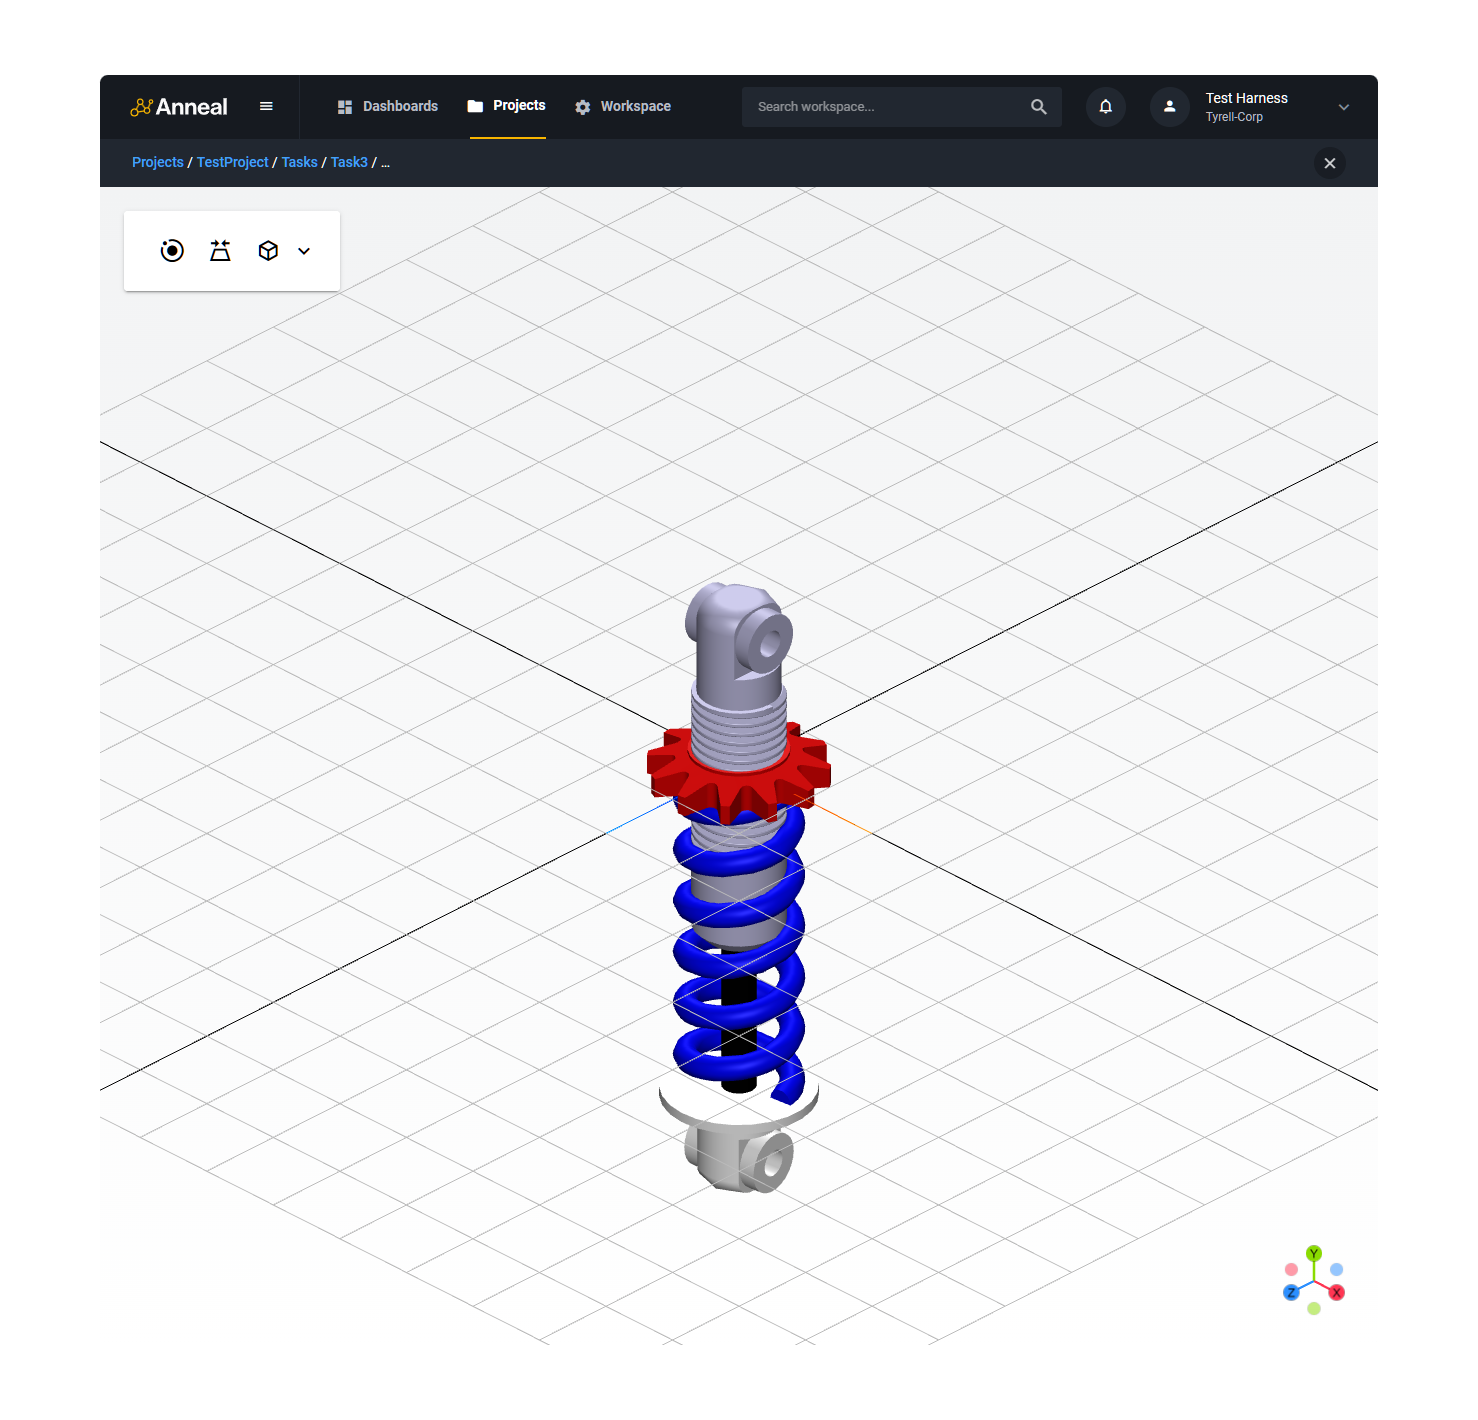 Anneal
Dashboards
Projects
Workspace
Search workspace...
Test Harness
Tyrell-Corp
Projects / TestProject / Tasks / Task3 / ...
Y
Z
X